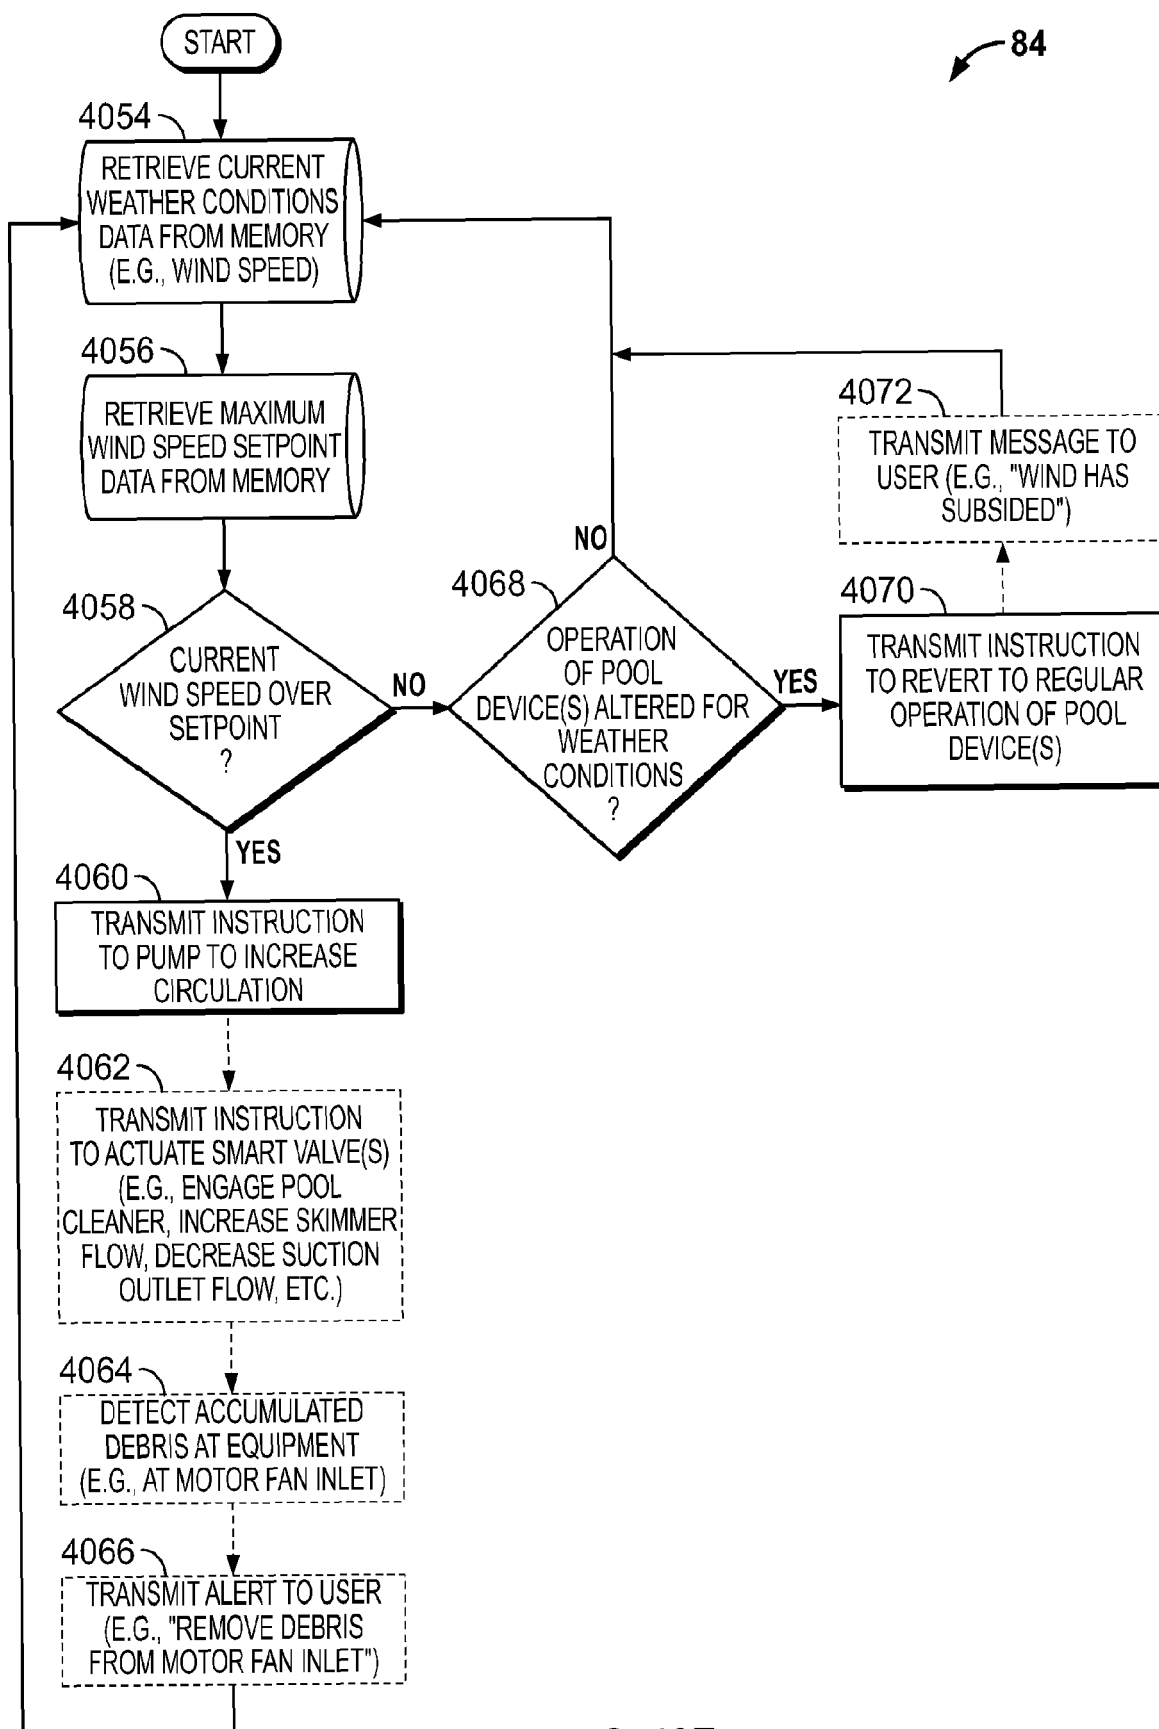 START
84
4054
RETRIEVE CURRENT
WEATHER CONDITIONS
DATA FROM MEMORY
(E.G., WIND SPEED)
4056
RETRIEVE MAXIMUM
WIND SPEED SETPOINT
DATA FROM MEMORY
4058
CURRENT
WIND SPEED OVER
SETPOINT
?
NO
YES
4068
OPERATION
OF POOL
DEVICE(S) ALTERED FOR
WEATHER
CONDITIONS
?
NO
YES
4072
TRANSMIT MESSAGE TO
USER (E.G., "WIND HAS
SUBSIDED")
4070
TRANSMIT INSTRUCTION
TO REVERT TO REGULAR
OPERATION OF POOL
DEVICE(S)
4060
TRANSMIT INSTRUCTION
TO PUMP TO INCREASE
CIRCULATION
4062
TRANSMIT INSTRUCTION
TO ACTUATE SMART VALVE(S)
(E.G., ENGAGE POOL
CLEANER, INCREASE SKIMMER
FLOW, DECREASE SUCTION
OUTLET FLOW, ETC.)
4064
DETECT ACCUMULATED
DEBRIS AT EQUIPMENT
(E.G., AT MOTOR FAN INLET)
4066
TRANSMIT ALERT TO USER
(E.G., "REMOVE DEBRIS
FROM MOTOR FAN INLET")